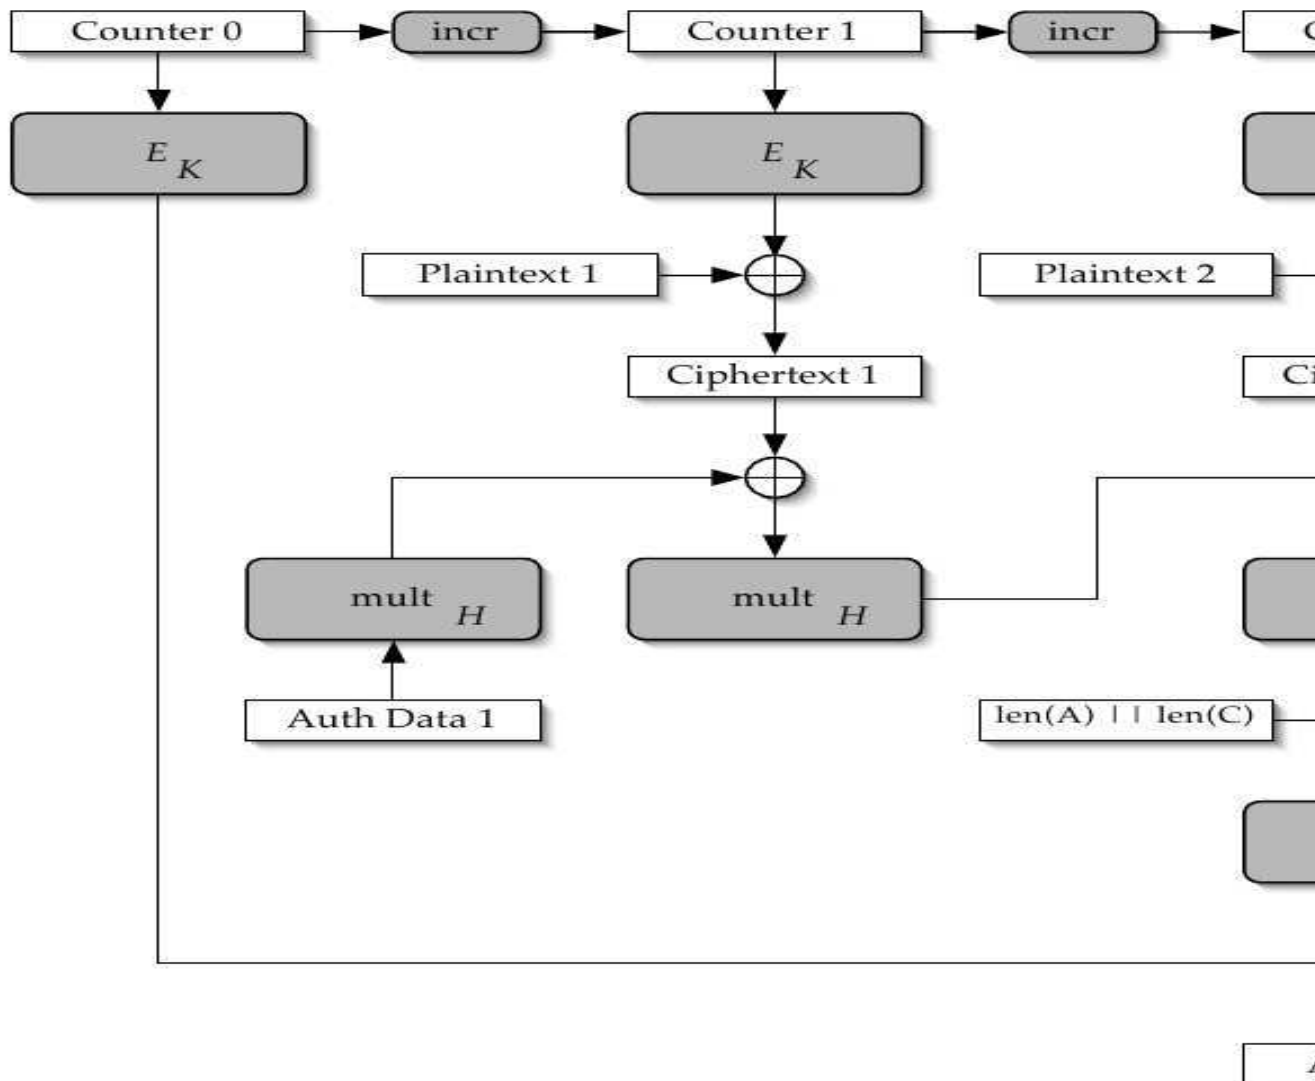 Counter 0
incr
Counter 1
incr
E K
E K
Plaintext 1
Plaintext 2
Ciphertext 1
mult H
mult H
Auth Data 1
len(A) || len(C)